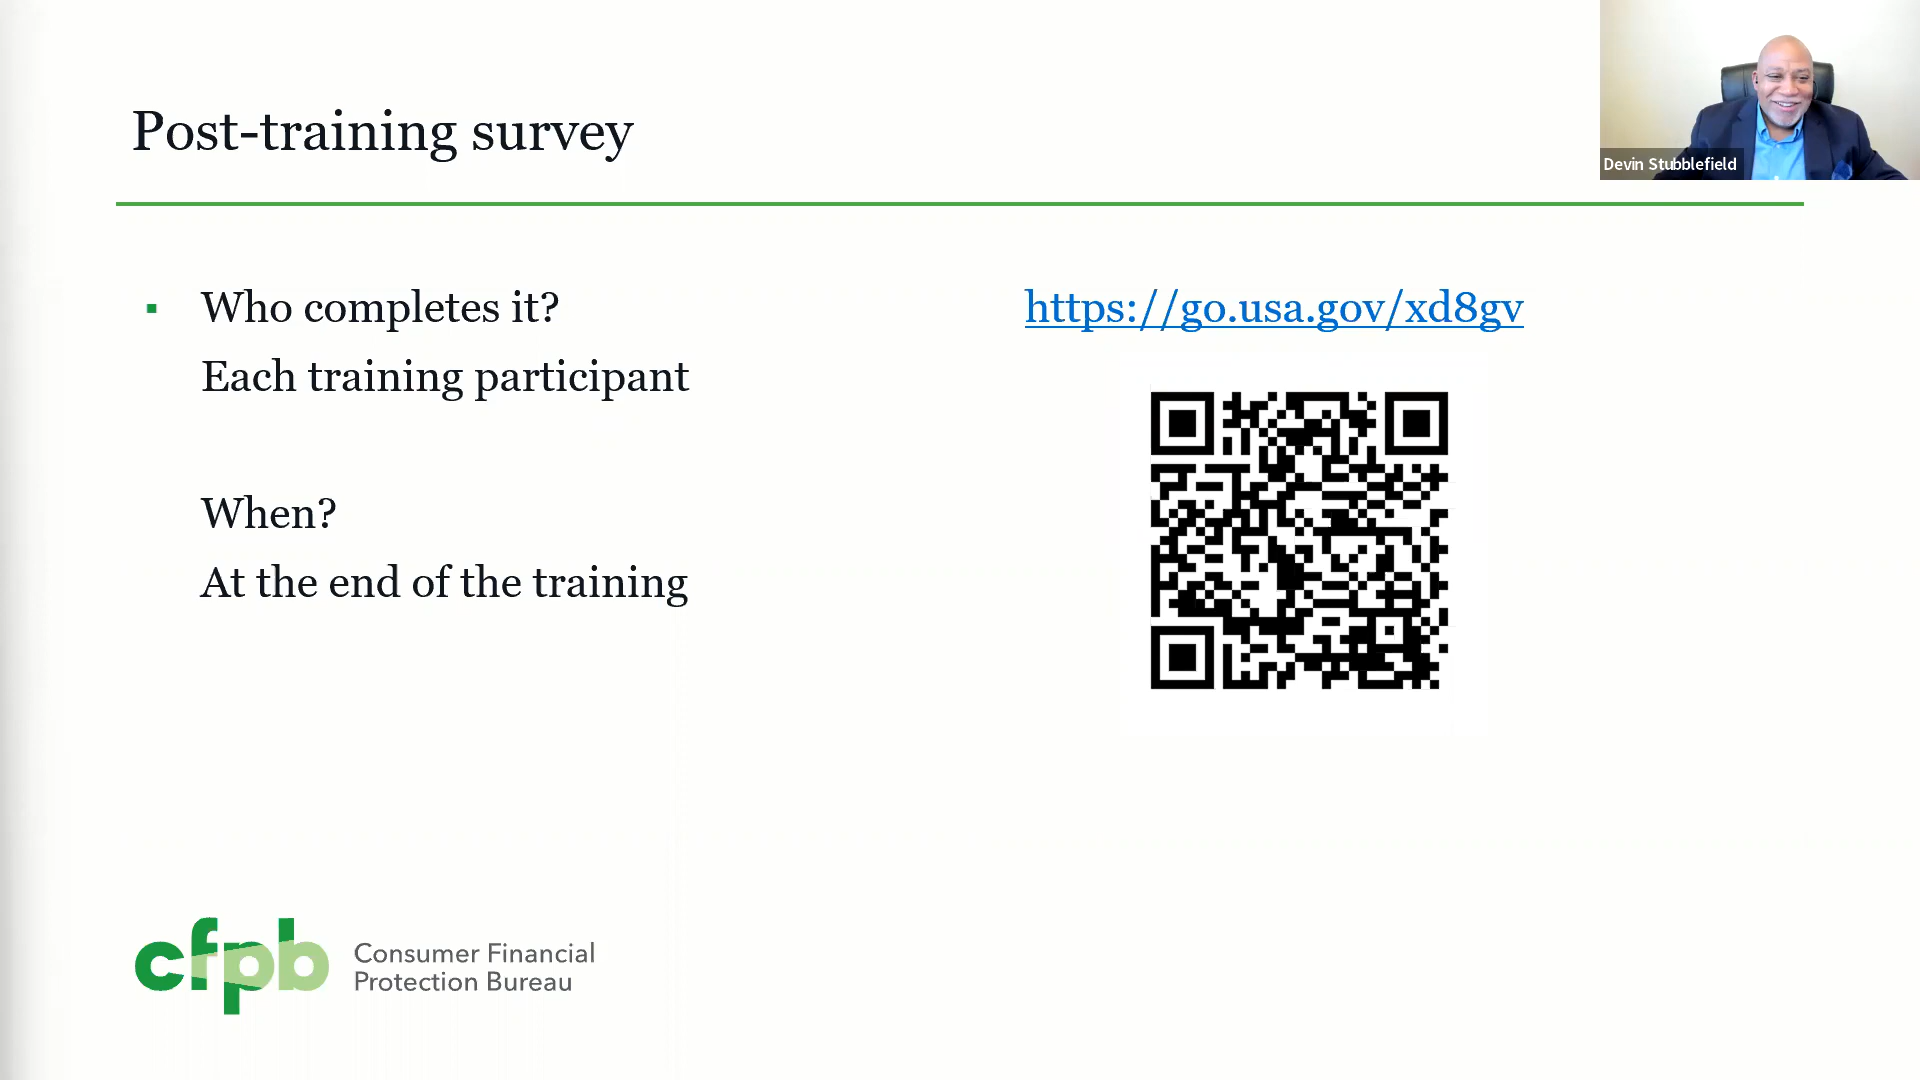 Post-training survey
Devin Stubblefield
Who completes it?
Each training participant
When?
At the end of the training
https://go.usa.gov/xd8gv
cfpb
Consumer Financial
Protection Bureau